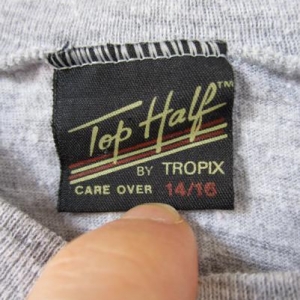 Top Half™
BY TROPIX
CARE OVER 14/16